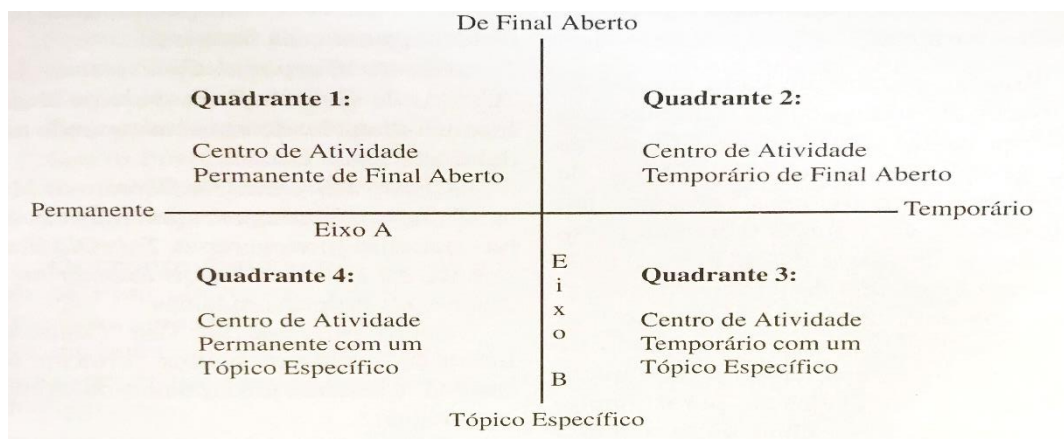 De Final Aberto
Quadrante 1:
Centro de Atividade
Permanente de Final Aberto
Quadrante 2:
Centro de Atividade
Temporário de Final Aberto
Permanente
Temporário
Eixo A
Eixo B
Quadrante 4:
Centro de Atividade
Permanente com um
Tópico Específico
Quadrante 3:
Centro de Atividade
Temporário com um
Tópico Específico
Tópico Específico